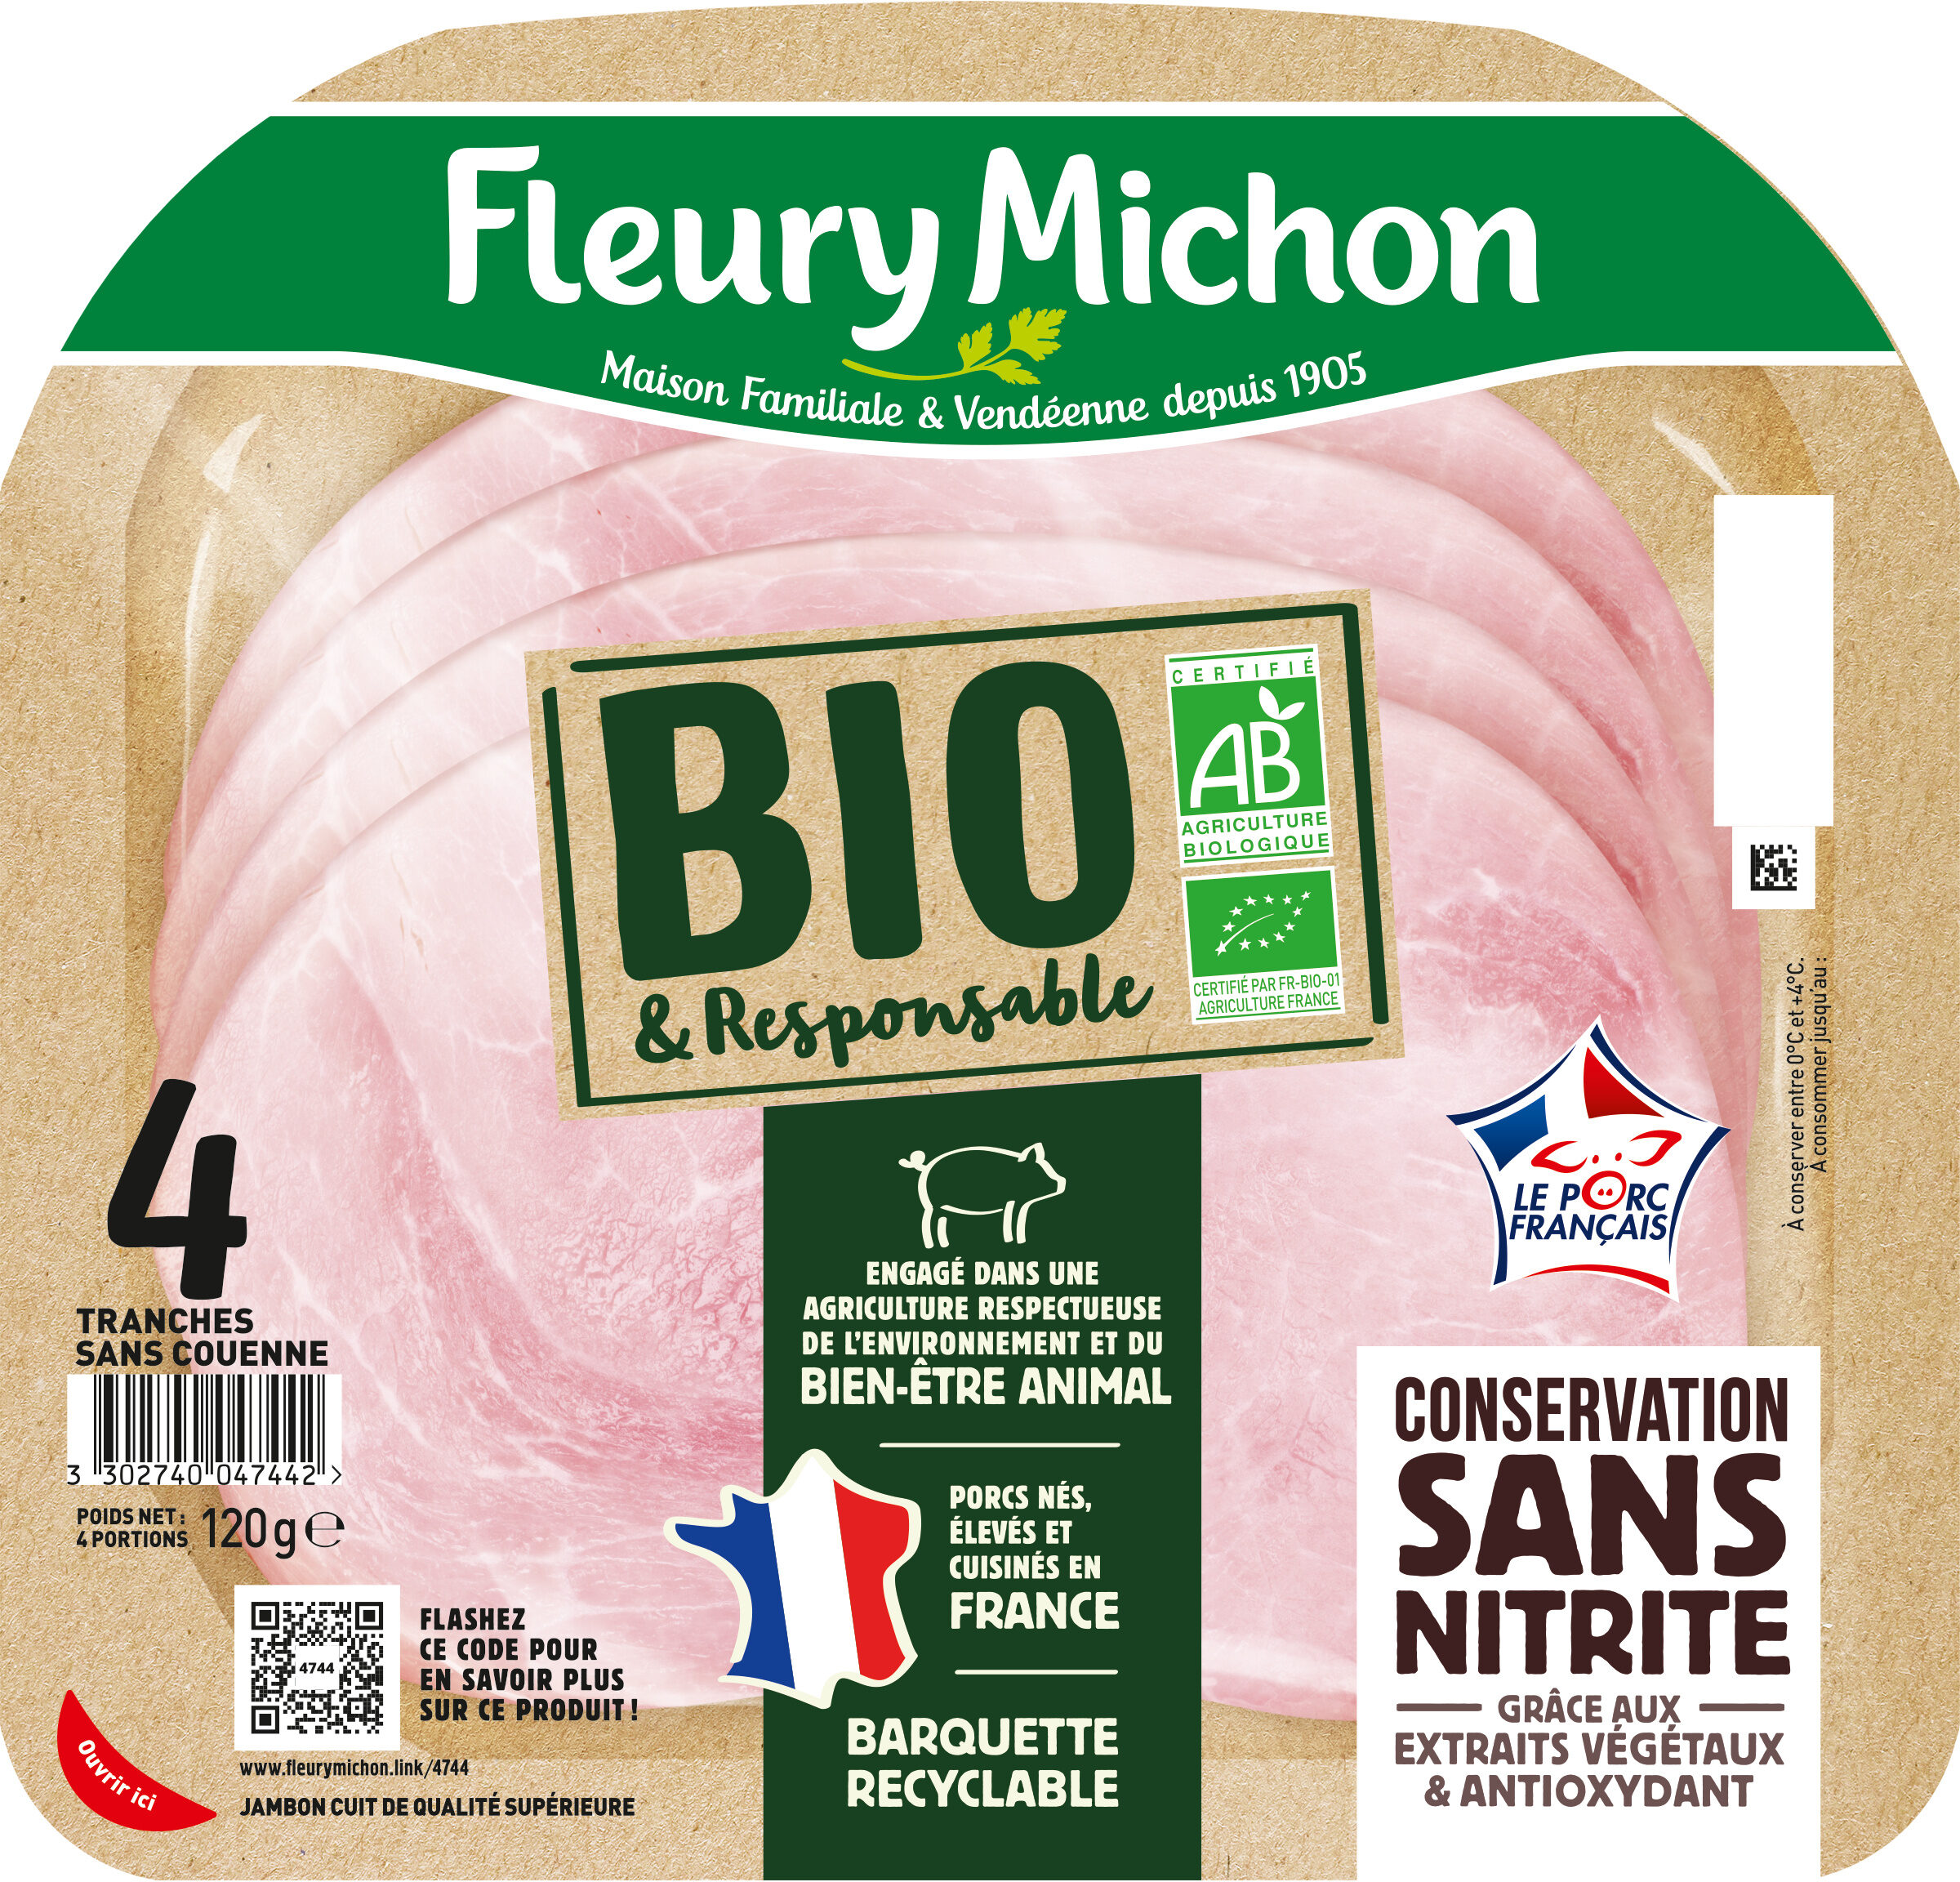 Fleury Michon
Maison Familiale & Vendéenne depuis 1905
BIO
& Responsable
CERTIFIÉ
AB
AGRICULTURE
BIOLOGIQUE
CERTIFIÉ PAR FR-BIO-01
AGRICULTURE FRANCE
À conserver entre 0°C et +4°C.
À consommer jusqu'au :
LE PORC
FRANÇAIS
4
TRANCHES
SANS COUENNE
3 302740 047442 >
POIDS NET :
4 PORTIONS
120 g e
ENGAGÉ DANS UNE
AGRICULTURE RESPECTUEUSE
DE L'ENVIRONNEMENT ET DU
BIEN-ÊTRE ANIMAL
PORCS NÉS,
ÉLEVÉS ET
CUISINÉS EN
FRANCE
BARQUETTE
RECYCLABLE
CONSERVATION
SANS
NITRITE
GRÂCE AUX
EXTRAITS VÉGÉTAUX
& ANTIOXYDANT
4744
FLASHEZ
CE CODE POUR
EN SAVOIR PLUS
SUR CE PRODUIT !
www.fleurymichon.link/4744
JAMBON CUIT DE QUALITÉ SUPÉRIEURE
Ouvrir ici